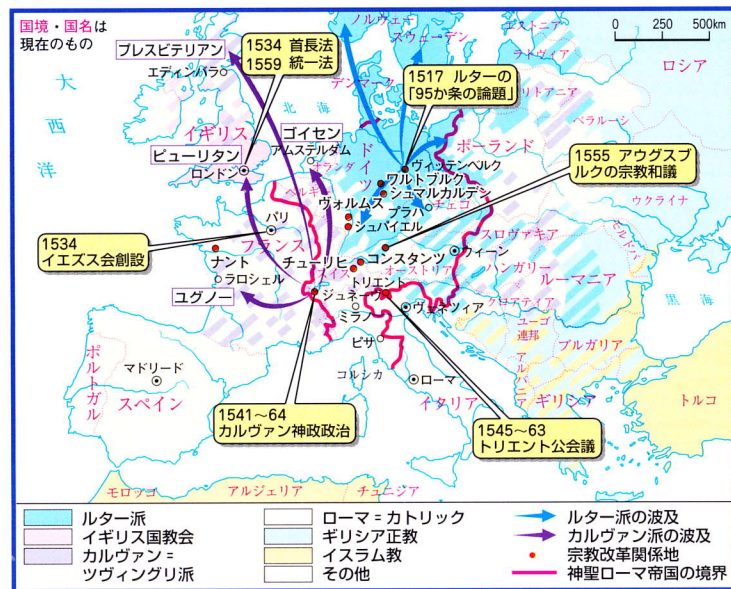 国境・国名は
現在のもの
0 250 500km
大西洋
北海
黒海
プレスビテリアン
エディンバラ
1534 首長法
1559 統一法
ノルウェー
スウェーデン
デンマーク
1517 ルターの
「95か条の論題」
エストニア
ラトヴィア
リトアニア
ロシア
ベラルーシ
イギリス
ゴイセン
アムステルダム
オランダ
ドイツ
ポーランド
ピューリタン
ロンドン
ベルギー
ヴィッテンベルク
ワルトブルク
シュマルカルデン
1555 アウグスブ
ルクの宗教和議
ヴォルムス
プラハ
チェコ
シュパイエル
ウクライナ
パリ
フランス
スロヴァキア
モルドバ
1534
イエズス会創設
ナント
ラロシェル
チューリヒ
スイス
コンスタンツ
オーストリア
ウィーン
ハンガリー
ルーマニア
ユグノー
ジュネーヴ
トリエント
ミラノ
ヴェネツィア
クロアティア
ユーゴ
連邦
ブルガリア
ピサ
コルシカ
ローマ
イタリア
アルバニア
ギリシア
トルコ
ポルトガル
マドリード
スペイン
1541～64
カルヴァン神政政治
1545～63
トリエント公会議
モロッコ
アルジェリア
チュニジア
ルター派
イギリス国教会
カルヴァン＝
ツヴィングリ派
ローマ＝カトリック
ギリシア正教
イスラム教
その他
ルター派の波及
カルヴァン派の波及
宗教改革関係地
神聖ローマ帝国の境界